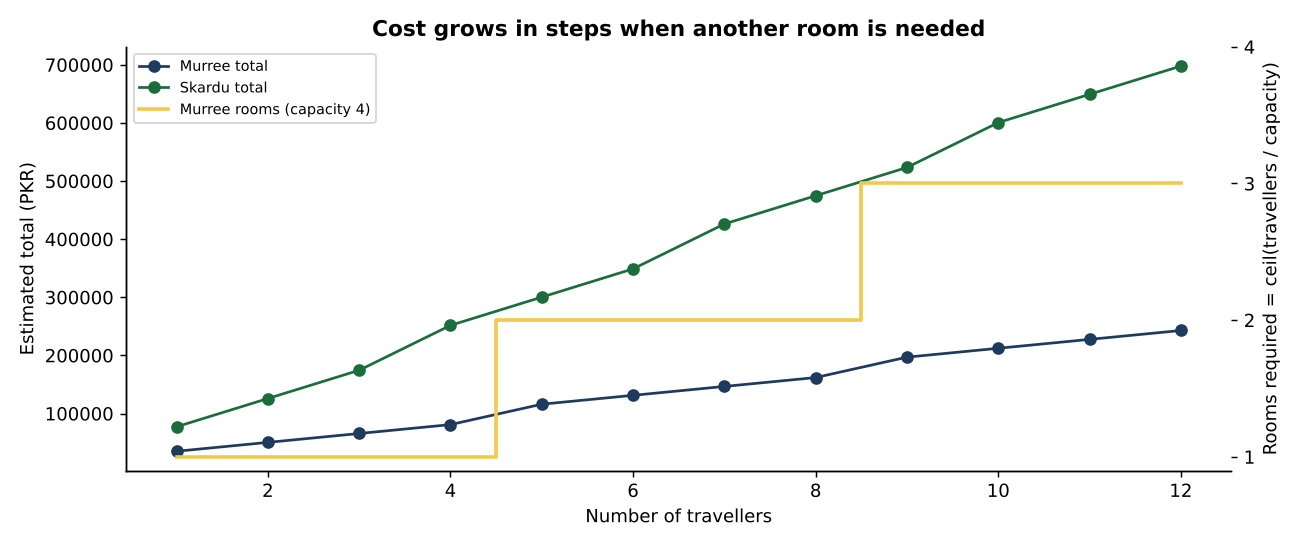 Cost grows in steps when another room is needed
Murree total
Skardu total
Murree rooms (capacity 4)
Estimated total (PKR)
700000
600000
500000
400000
300000
200000
100000
2
4
6
8
10
12
Number of travellers
4
3
2
1
Rooms required = ceil(travellers / capacity)